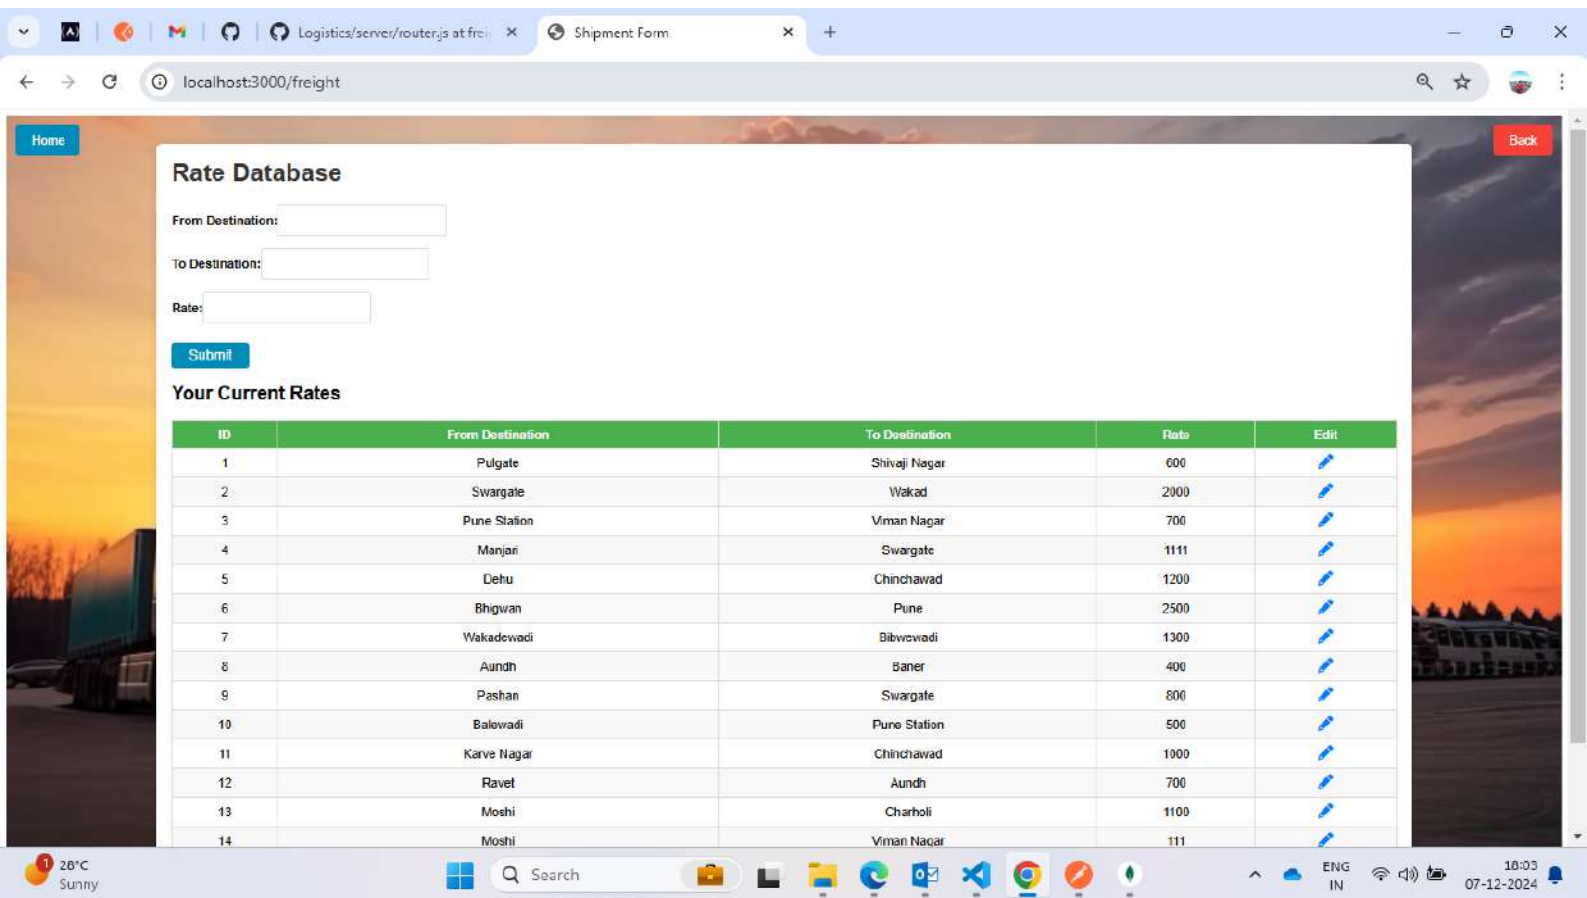 Logistics/server/router.js at frei
Shipment Form
localhost:3000/freight
Home
Back
Rate Database
From Destination:
To Destination:
Rate:
Submit
Your Current Rates
ID From Destination To Destination Rate Edit
1 Pulgate Shivaji Nagar 600
2 Swargate Wakad 2000
3 Pune Station Viman Nagar 700
4 Manjari Swargate 1111
5 Dehu Chinchawad 1200
6 Bhigwan Pune 2500
7 Wakadewadi Bibwewadi 1300
8 Aundh Baner 400
9 Pashan Swargate 800
10 Balewadi Pune Station 500
11 Karve Nagar Chinchawad 1000
12 Ravet Aundh 700
13 Moshi Charholi 1100
14 Moshi Viman Nagar 111
1
28°C
Sunny
Search
ENG
IN
18:03
07-12-2024